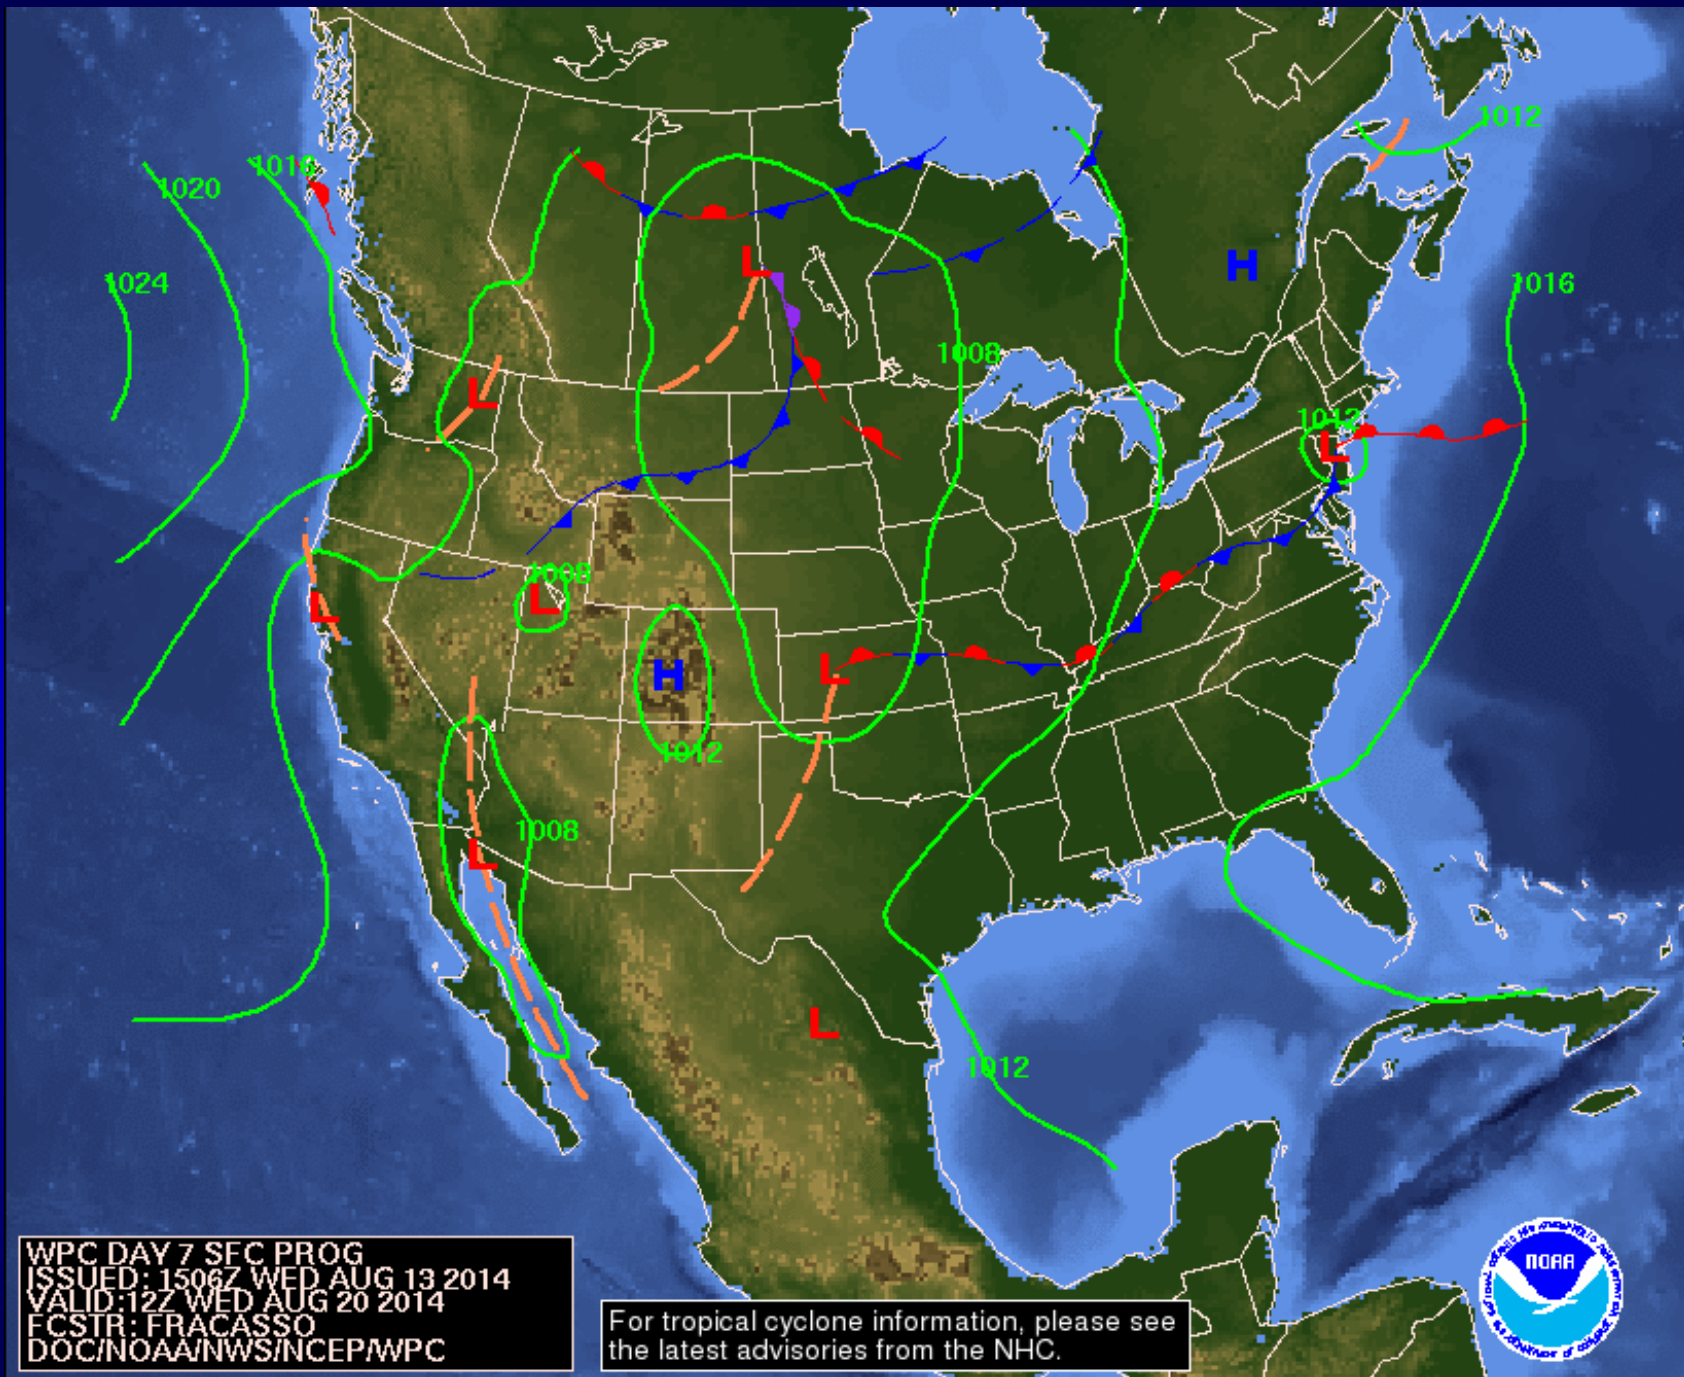 1012
1016
1020
1024
H
1016
L
1008
L
1012
L
1008
L
L
H
L
1012
1008
L
L
1012
WPC DAY 7 SFC PROG
ISSUED: 1506Z WED AUG 13 2014
VALID:12Z WED AUG 20 2014
FCSTR: FRACASSO
DOC/NOAA/NWS/NCEP/WPC
For tropical cyclone information, please see
the latest advisories from the NHC.
NOAA